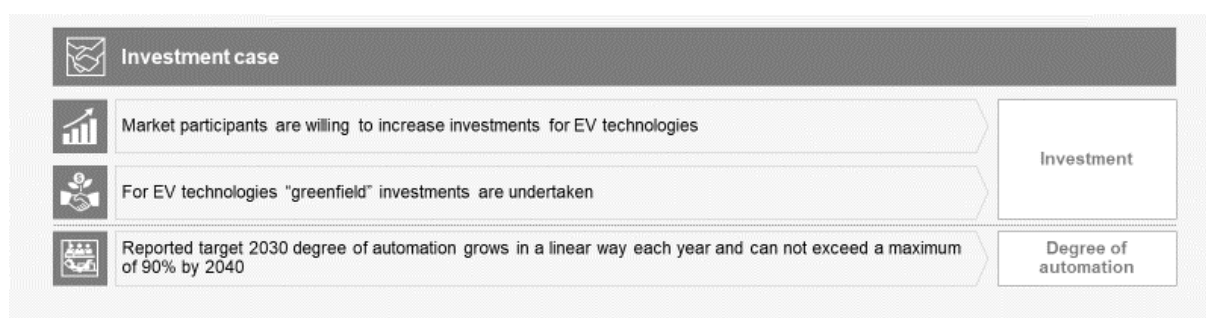 Investment case
Market participants are willing to increase investments for EV technologies
Investment
For EV technologies “greenfield” investments are undertaken
Reported target 2030 degree of automation grows in a linear way each year and can not exceed a maximum
of 90% by 2040
Degree of
automation